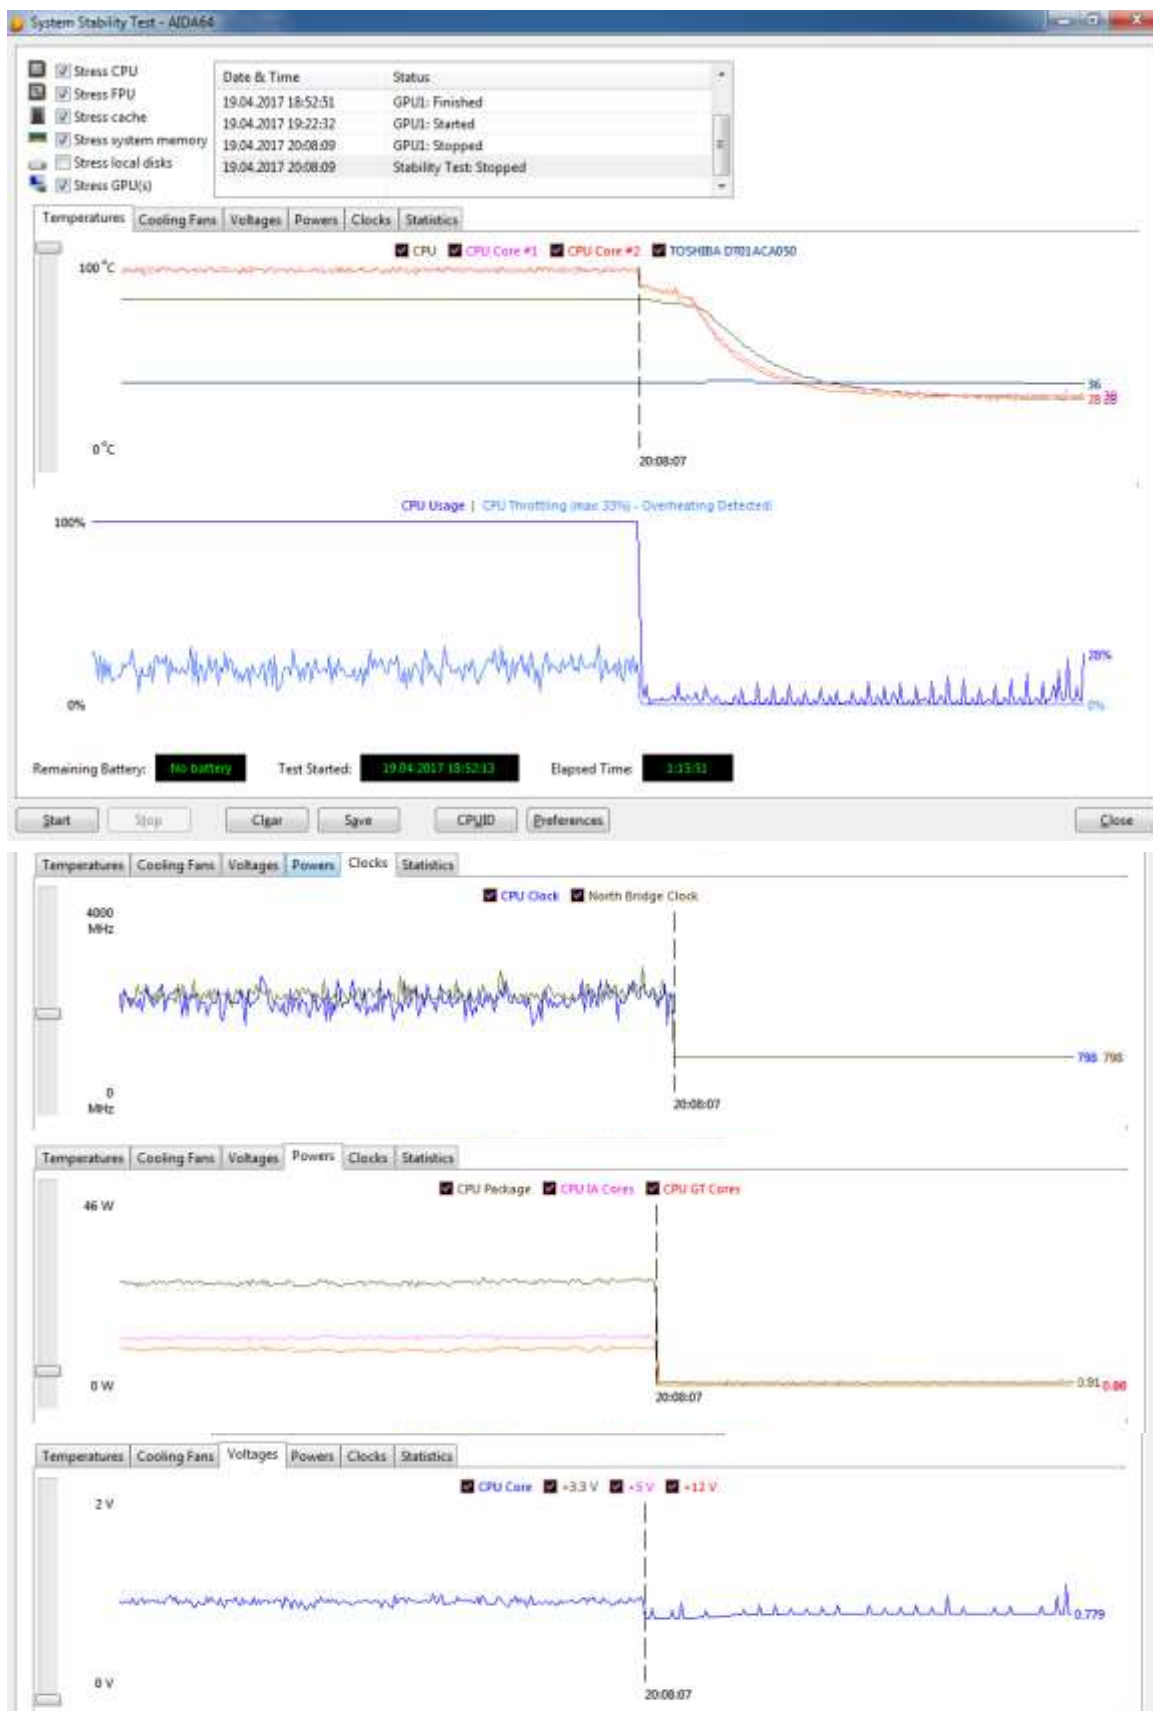 System Stability Test - AIDA64
Stress CPU
Stress FPU
Stress cache
Stress system memory
Stress local disks
Stress GPU(s)
Date & Time Status
19.04.2017 18:52:51 GPU1: Finished
19.04.2017 19:22:32 GPU1: Started
19.04.2017 20:08:09 GPU1: Stopped
19.04.2017 20:08:09 Stability Test: Stopped
Temperatures Cooling Fans Voltages Powers Clocks Statistics
CPU CPU Core #1 CPU Core #2 TOSHIBA DT01ACA050
100°C
36
28 28
0°C
20:08:07
CPU Usage | CPU Throttling (max: 33%) - Overheating Detected!
100%
28%
0% 0%
Remaining Battery: No battery Test Started: 19.04.2017 18:52:13 Elapsed Time:
Start Stop Clear Save CPUID Preferences Close
Temperatures Cooling Fans Voltages Powers Clocks Statistics
CPU Clock North Bridge Clock
4000
MHz
798 798
0
MHz
20:08:07
Temperatures Cooling Fans Voltages Powers Clocks Statistics
CPU Package CPU IA Cores CPU GT Cores
46 W
0 W
0.91
20:08:07
Temperatures Cooling Fans Voltages Powers Clocks Statistics
CPU Core +3.3 V +5 V +12 V
2 V
0.779
0 V
20:08:07